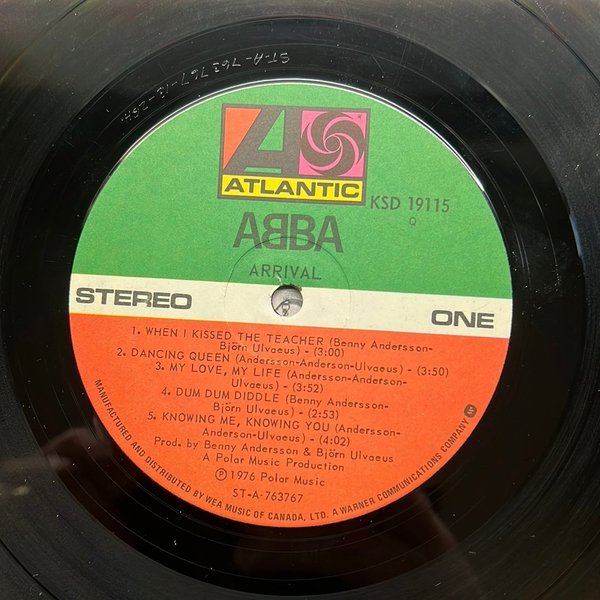 ST-A-763767-13-26H.
ATLANTIC
KSD 19115
Q
ABBA
ARRIVAL
STEREO
ONE
1. WHEN I KISSED THE TEACHER (Benny Andersson-
Björn Ulvaeus) - (3:00)
2. DANCING QUEEN (Andersson-Anderson-Ulvaeus) - (3:50)
3. MY LOVE, MY LIFE (Andersson-Anderson-
Ulvaeus) - (3:52)
4. DUM DUM DIDDLE (Benny Andersson-
Björn Ulvaeus) - (2:53)
5. KNOWING ME, KNOWING YOU (Andersson-
Anderson-Ulvaeus) - (4:02)
Prod. by Benny Andersson & Björn Ulvaeus
A Polar Music Production
Ⓟ 1976 Polar Music
ST-A-763767
MANUFACTURED AND DISTRIBUTED BY WEA MUSIC OF CANADA, LTD. A WARNER COMMUNICATIONS COMPANY